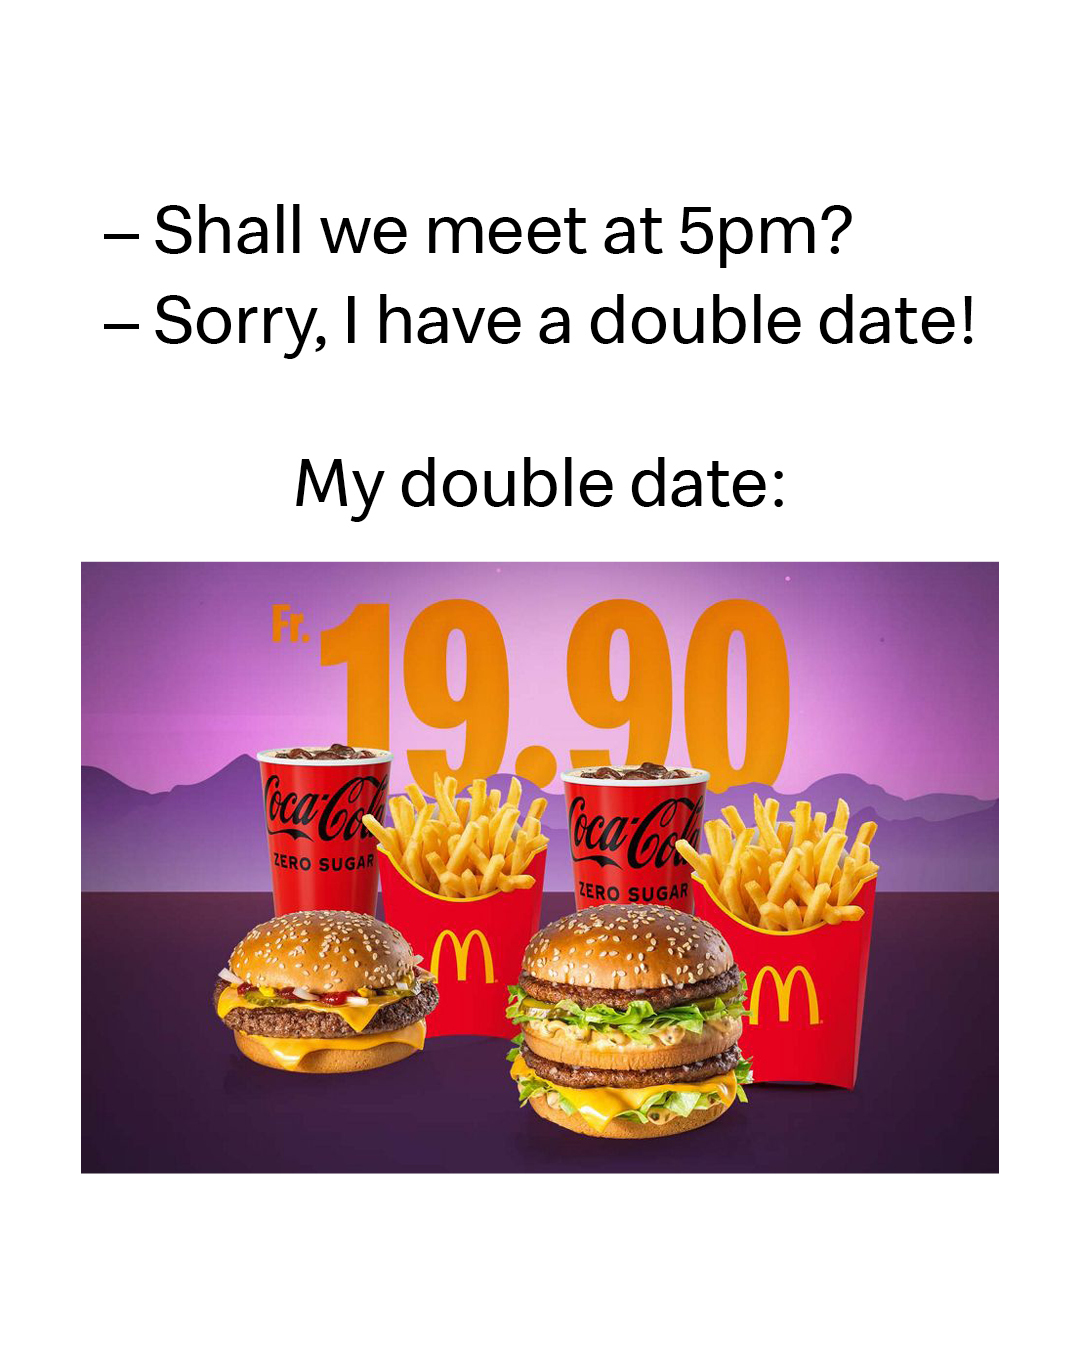 – Shall we meet at 5pm?
– Sorry, I have a double date!
My double date:
Fr. 19.90
Coca-Cola
ZERO SUGAR
Coca-Cola
ZERO SUGAR
M
M